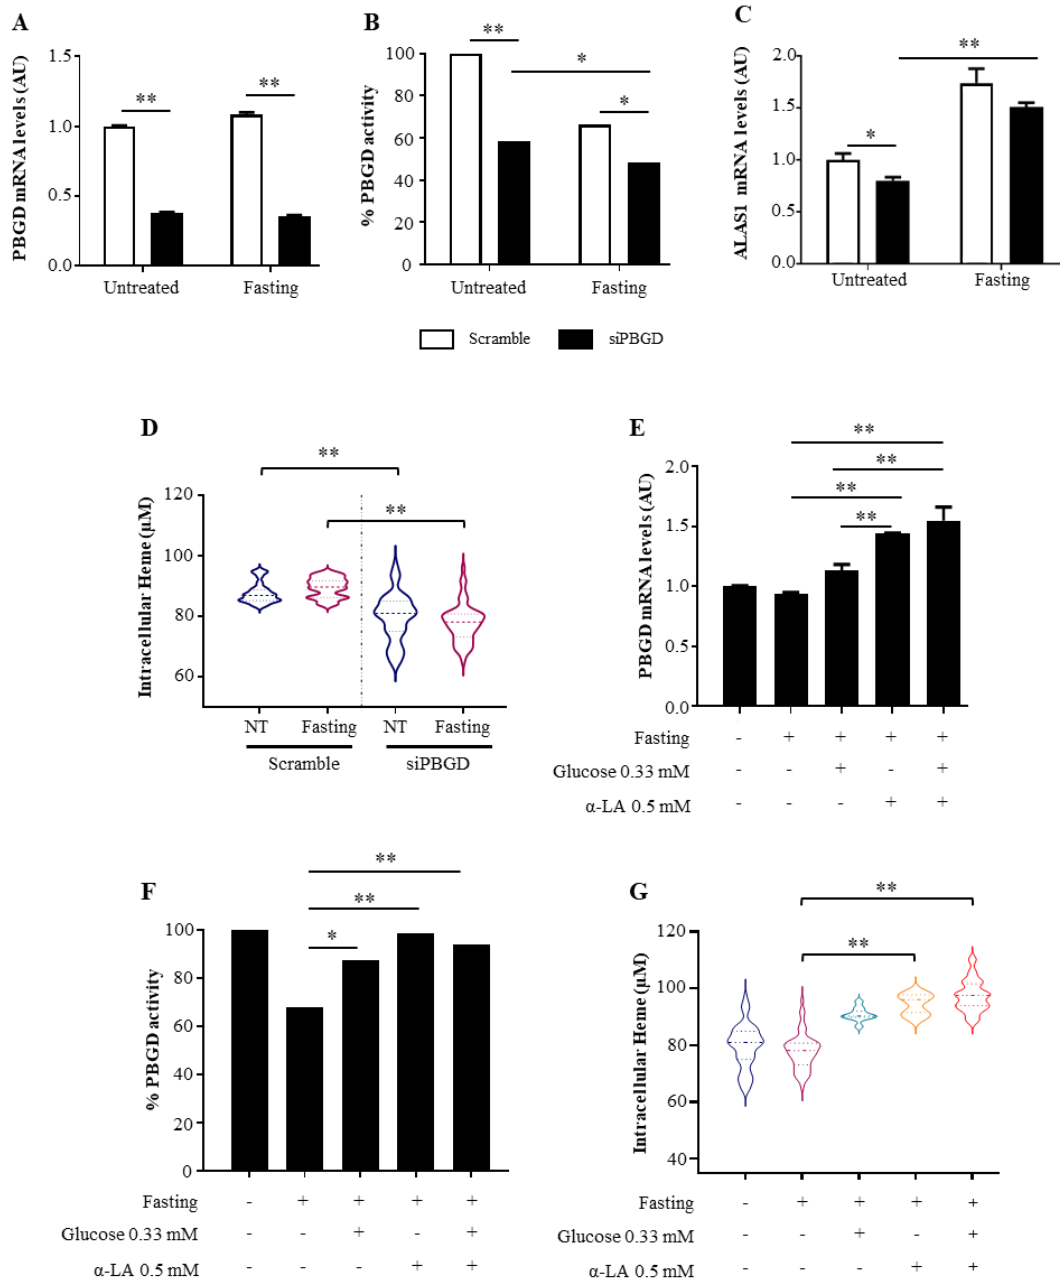 A
PBGD mRNA levels (AU)
1.5
1.0
0.5
0.0
**
**
Untreated
Fasting
B
% PBGD activity
100
80
60
40
20
0
**
*
*
Untreated
Fasting
C
ALAS1 mRNA levels (AU)
2.0
1.5
1.0
0.5
0.0
**
*
Untreated
Fasting
Scramble
siPBGD
D
Intracellular Heme (µM)
120
100
80
60
**
**
NT
Fasting
NT
Fasting
Scramble
siPBGD
E
PBGD mRNA levels (AU)
2.0
1.5
1.0
0.5
0.0
**
**
**
**
Fasting - + + + +
Glucose 0.33 mM - - + - +
α-LA 0.5 mM - - - + +
F
% PBGD activity
100
80
60
40
20
0
**
**
*
Fasting - + + + +
Glucose 0.33 mM - - + - +
α-LA 0.5 mM - - - + +
G
Intracellular Heme (µM)
120
100
80
60
40
**
**
Fasting - + + + +
Glucose 0.33 mM - - + - +
α-LA 0.5 mM - - - + +